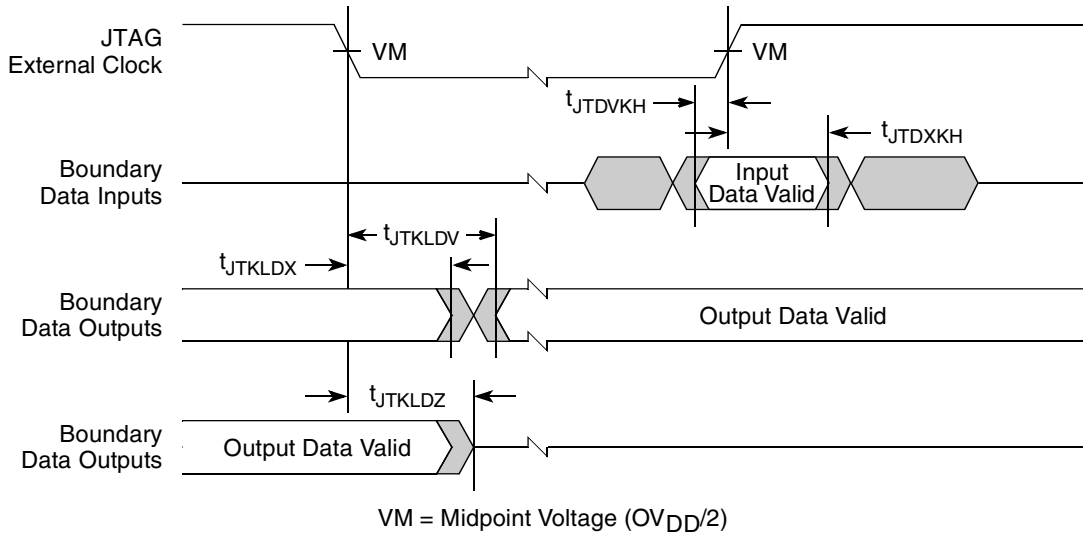 JTAG
External Clock
VM
VM
tJTDVKH
tJTDXKH
Boundary
Data Inputs
Input
Data Valid
tJTKLDV
tJTKLDX
Boundary
Data Outputs
Output Data Valid
tJTKLDZ
Boundary
Data Outputs
Output Data Valid
VM = Midpoint Voltage (OVDD/2)